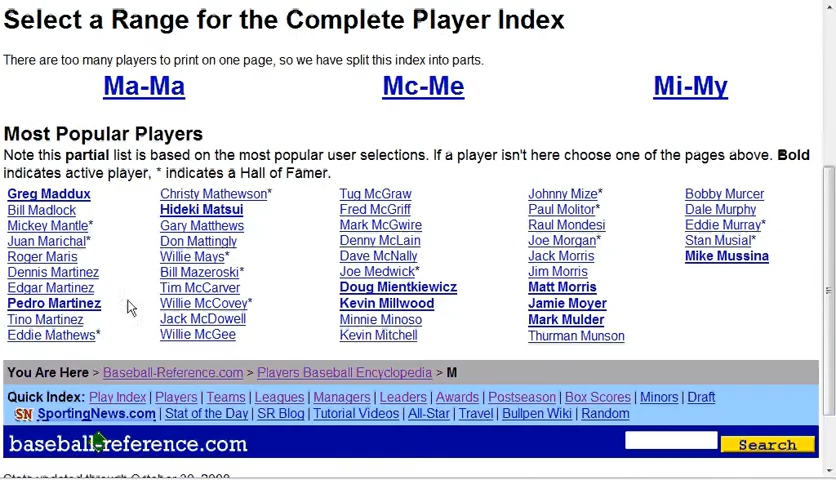 Select a Range for the Complete Player Index
There are too many players to print on one page, so we have split this index into parts.
Ma-Ma Mc-Me Mi-My
Most Popular Players
Note this partial list is based on the most popular user selections. If a player isn't here choose one of the pages above. Bold
indicates active player, * indicates a Hall of Famer.
Greg Maddux
Bill Madlock
Mickey Mantle*
Juan Marichal*
Roger Maris
Dennis Martinez
Edgar Martinez
Pedro Martinez
Tino Martinez
Eddie Mathews*
Christy Mathewson*
Hideki Matsui
Gary Matthews
Don Mattingly
Willie Mays*
Bill Mazeroski*
Tim McCarver
Willie McCovey*
Jack McDowell
Willie McGee
Tug McGraw
Fred McGriff
Mark McGwire
Denny McLain
Dave McNally
Joe Medwick*
Doug Mientkiewicz
Kevin Millwood
Minnie Minoso
Kevin Mitchell
Johnny Mize*
Paul Molitor*
Raul Mondesi
Joe Morgan*
Jack Morris
Jim Morris
Matt Morris
Jamie Moyer
Mark Mulder
Thurman Munson
Bobby Murcer
Dale Murphy
Eddie Murray*
Stan Musial*
Mike Mussina
You Are Here > Baseball-Reference.com > Players Baseball Encyclopedia > M
Quick Index: Play Index | Players | Teams | Leagues | Managers | Leaders | Awards | Postseason | Box Scores | Minors | Draft
SN SportingNews.com | Stat of the Day | SR Blog | Tutorial Videos | All-Star | Travel | Bullpen Wiki | Random
baseball-reference.com Search
Stats updated through October 30, 2008